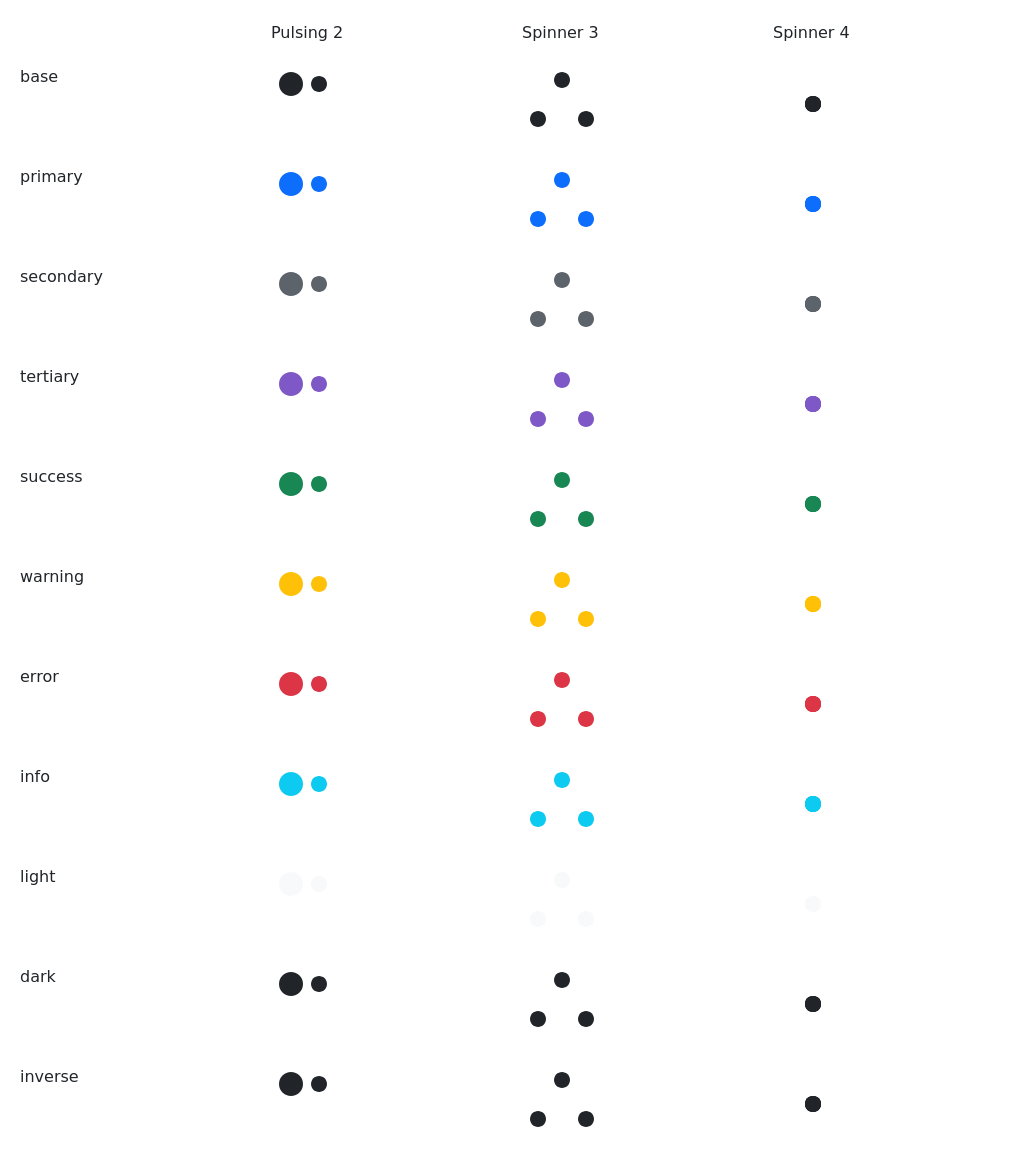 Pulsing 2 Spinner 3 Spinner 4
base
primary
secondary
tertiary
success
warning
error
info
light
dark
inverse